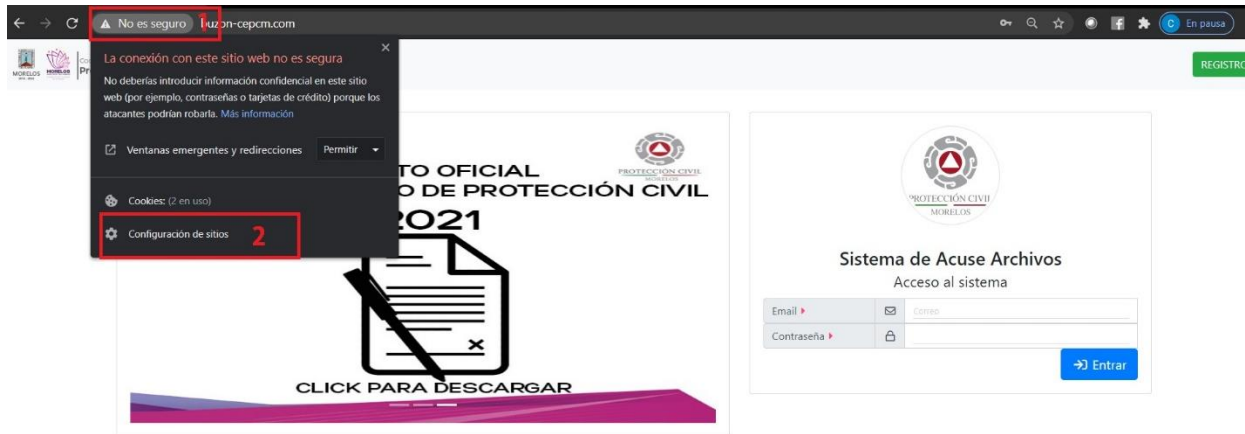 No es seguro
1
buzon-cepcm.com
En pausa
MORELOS
MORELOS
REGISTRO
La conexión con este sitio web no es segura
No deberías introducir información confidencial en este sitio
web (por ejemplo, contraseñas o tarjetas de crédito) porque los
atacantes podrían robarla. Más información
Ventanas emergentes y redirecciones Permitir
Cookies: (2 en uso)
Configuración de sitios 2
TO OFICIAL
PROTECCIÓN CIVIL
MORELOS
O DE PROTECCIÓN CIVIL
2021
CLICK PARA DESCARGAR
PROTECCIÓN CIVIL
MORELOS
Sistema de Acuse Archivos
Acceso al sistema
Email
Correo
Contraseña
Entrar